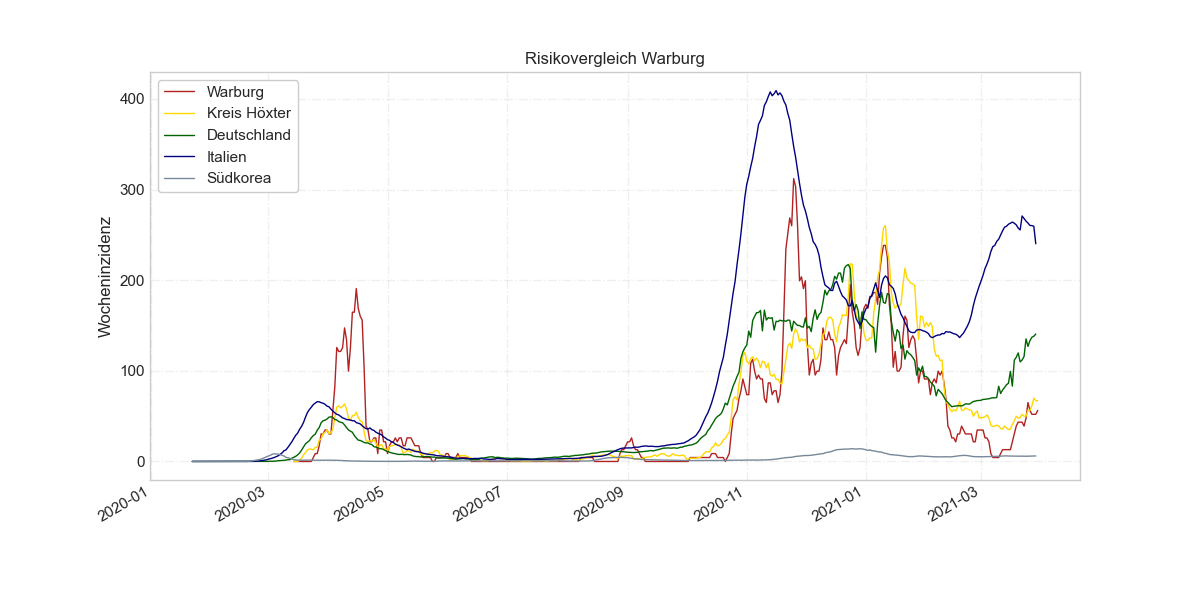 Risikovergleich Warburg
Warburg
Kreis Höxter
Deutschland
Italien
Südkorea
Wocheninzidenz
400
300
200
100
0
2020-01
2020-03
2020-05
2020-07
2020-09
2020-11
2021-01
2021-03